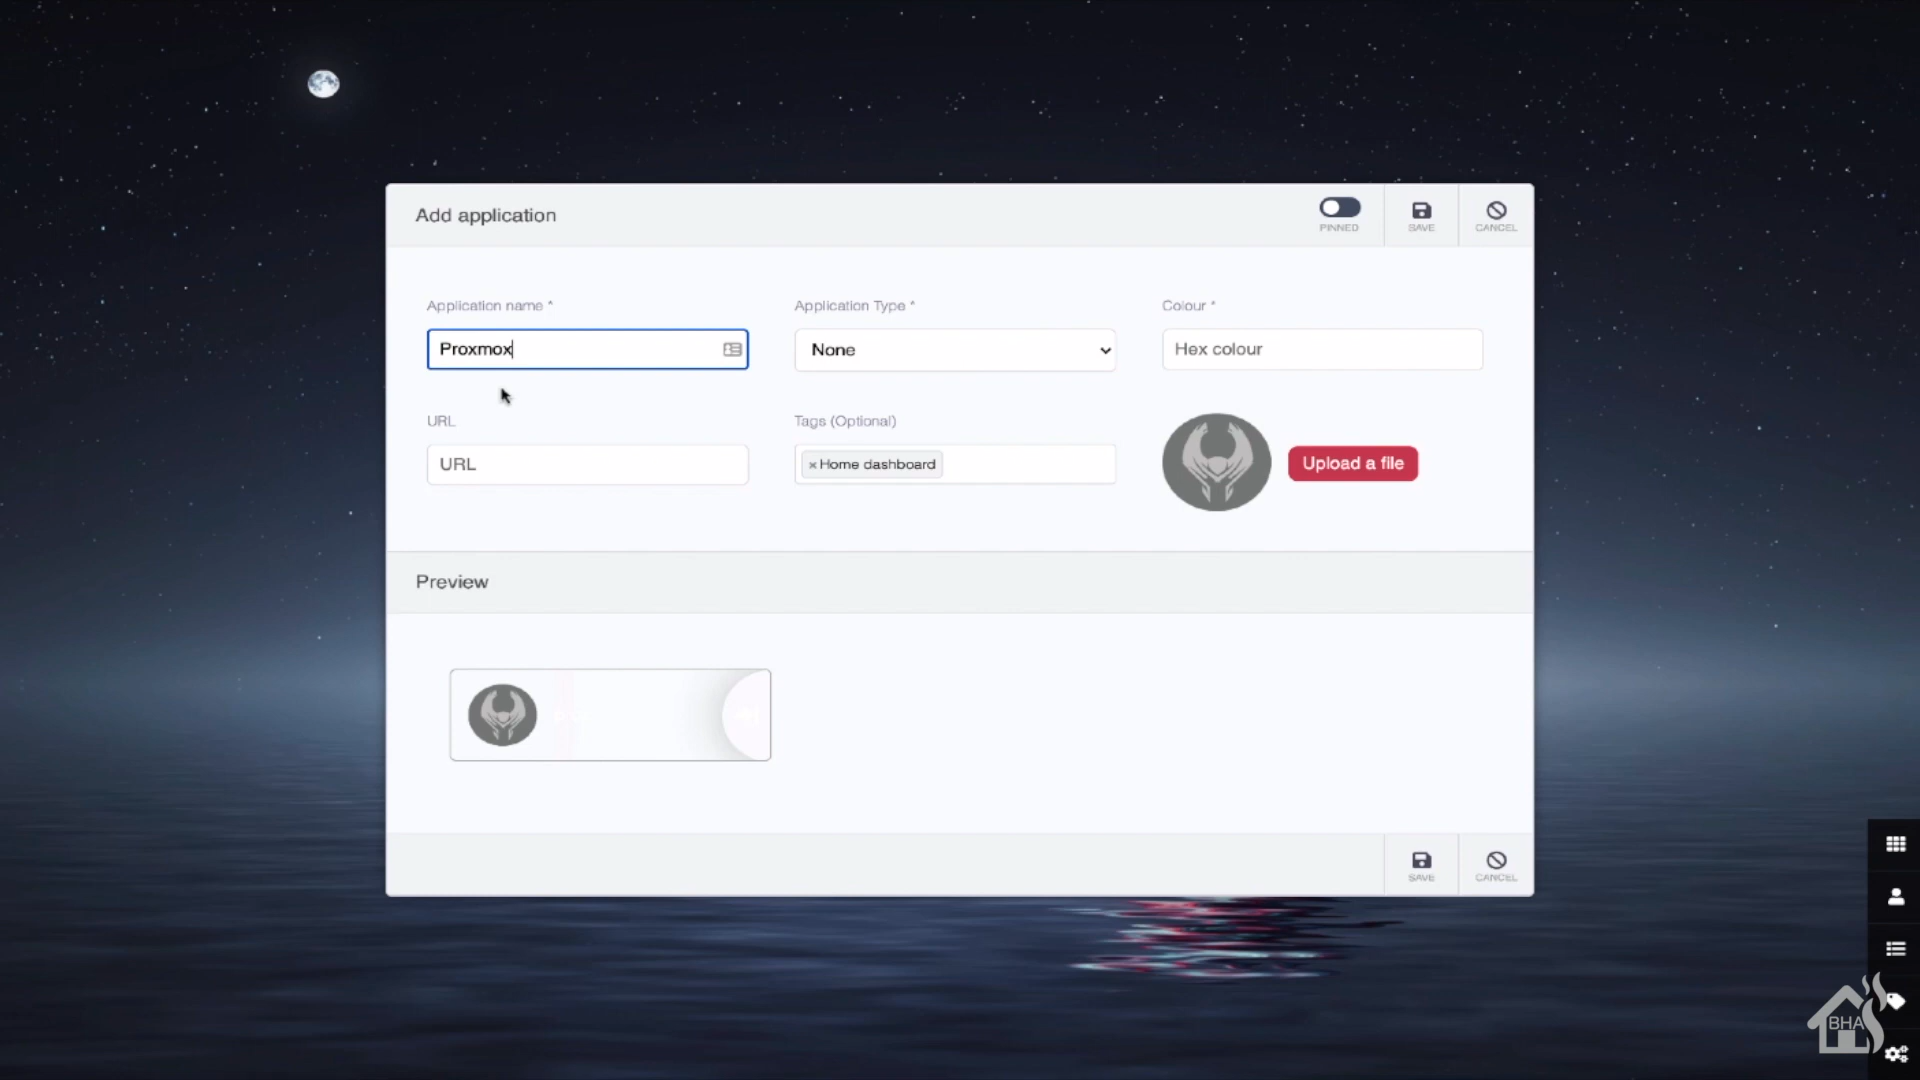 Add application
PINNED
SAVE
CANCEL
Application name *
Application Type *
Colour *
Proxmox
None
Hex colour
URL
Tags (Optional)
URL
× Home dashboard
Upload a file
Preview
SAVE
CANCEL
BHA